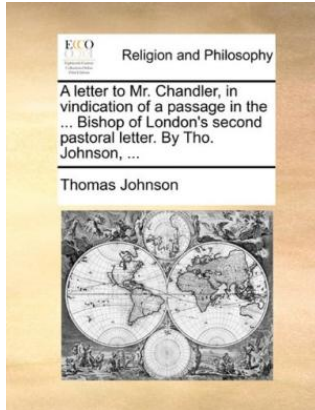 ECCO
Religion and Philosophy
A letter to Mr. Chandler, in
vindication of a passage in the
... Bishop of London's second
pastoral letter. By Tho.
Johnson, ...
Thomas Johnson